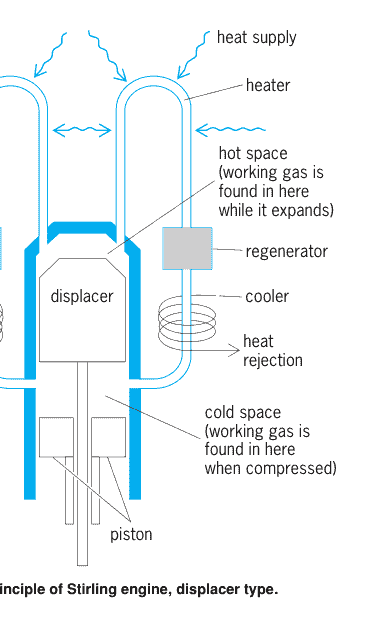 heat supply
heater
hot space
(working gas is
found in here
while it expands)
regenerator
displacer
cooler
heat
rejection
cold space
(working gas is
found in here
when compressed)
piston
inciple of Stirling engine, displacer type.